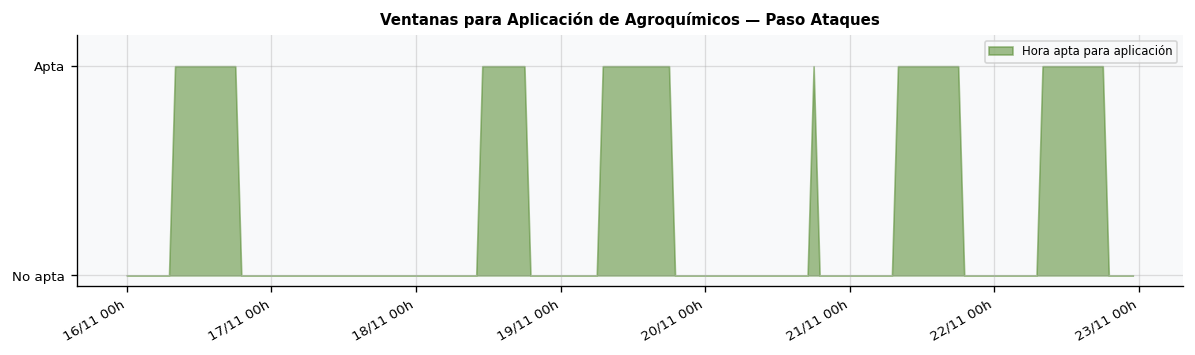 Ventanas para Aplicación de Agroquímicos — Paso Ataques
Hora apta para aplicación
Apta
No apta
16/11 00h
17/11 00h
18/11 00h
19/11 00h
20/11 00h
21/11 00h
22/11 00h
23/11 00h